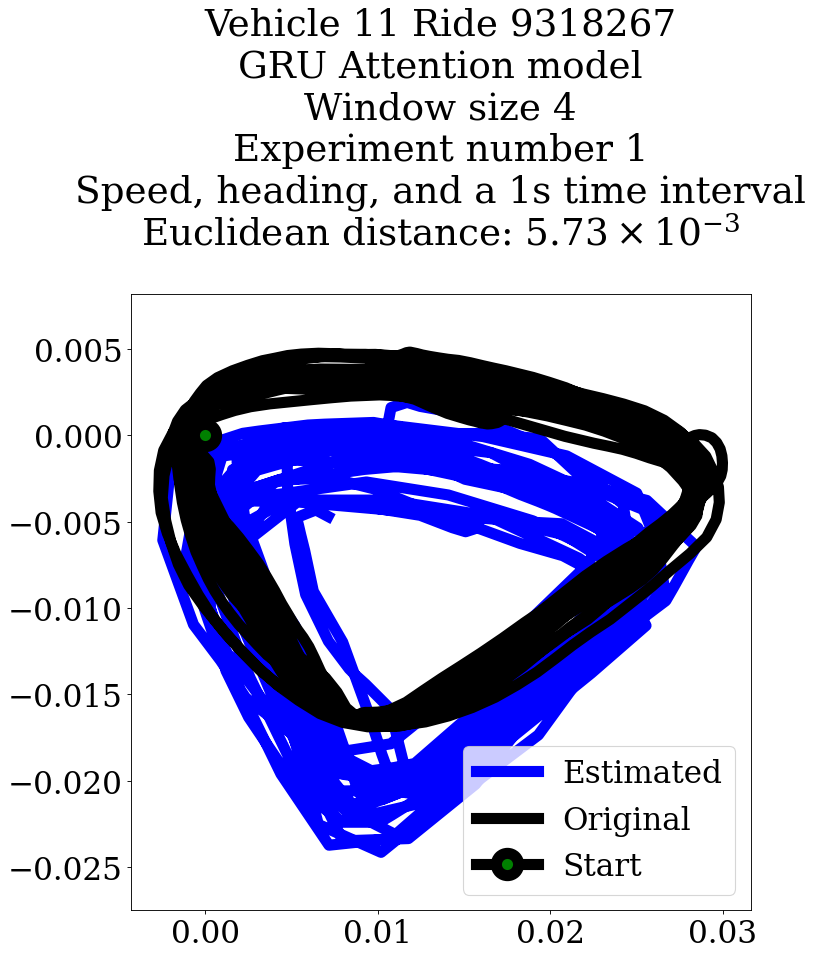 Vehicle 11 Ride 9318267
GRU Attention model
Window size 4
Experiment number 1
Speed, heading, and a 1s time interval
Euclidean distance: 5.73 × 10⁻³
0.005
0.000
−0.005
−0.010
−0.015
−0.020
−0.025
Estimated
Original
Start
0.00 0.01 0.02 0.03